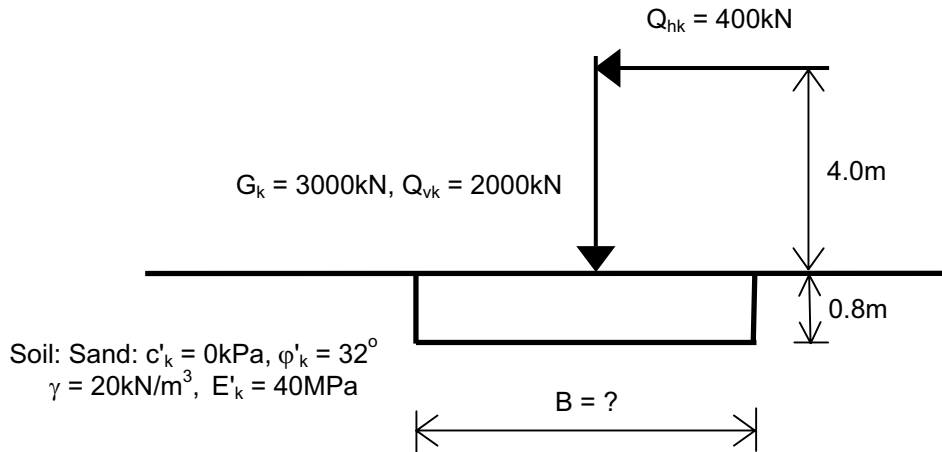 Q_hk = 400kN
4.0m
G_k = 3000kN, Q_vk = 2000kN
0.8m
Soil: Sand: c'_k = 0kPa, φ'_k = 32°
γ = 20kN/m³, E'_k = 40MPa
B = ?